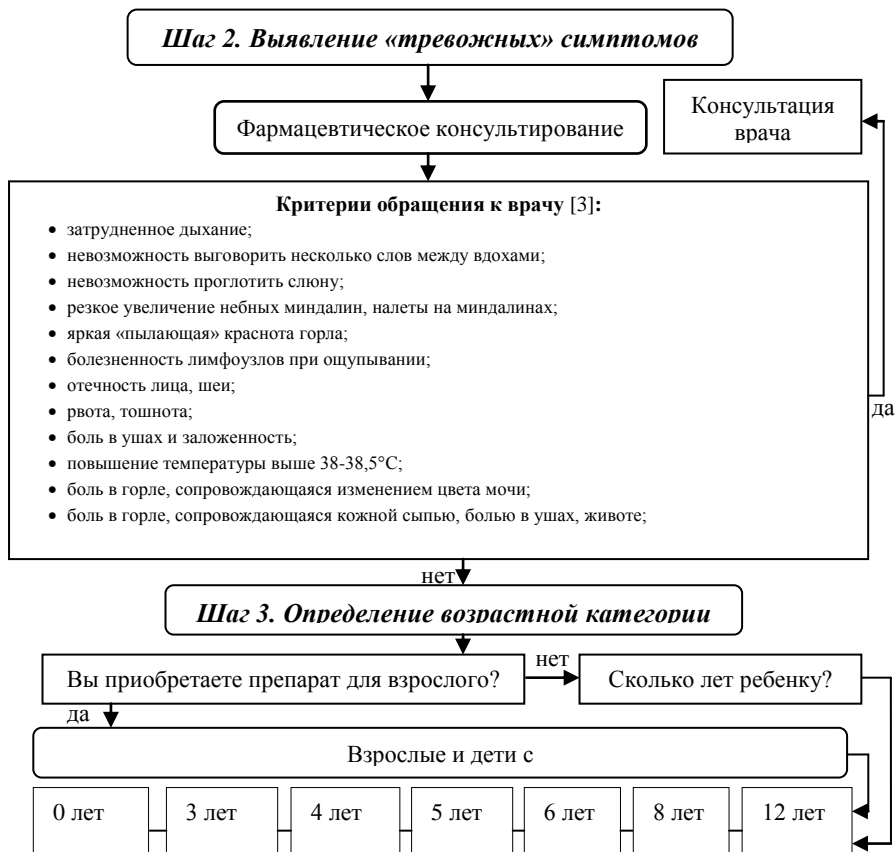 Шаг 2. Выявление «тревожных» симптомов
Фармацевтическое консультирование
Консультация
врача
Критерии обращения к врачу [3]:
• затрудненное дыхание;
• невозможность выговорить несколько слов между вдохами;
• невозможность проглотить слюну;
• резкое увеличение небных миндалин, налеты на миндалинах;
• яркая «пылающая» краснота горла;
• болезненность лимфоузлов при ощупывании;
• отечность лица, шеи;
• рвота, тошнота;
• боль в ушах и заложенность;
• повышение температуры выше 38-38,5°С;
• боль в горле, сопровождающаяся изменением цвета мочи;
• боль в горле, сопровождающаяся кожной сыпью, болью в ушах, животе;
да
нет
Шаг 3. Определение возрастной категории
Вы приобретаете препарат для взрослого?
нет
Сколько лет ребенку?
да
Взрослые и дети с
0 лет
3 лет
4 лет
5 лет
6 лет
8 лет
12 лет